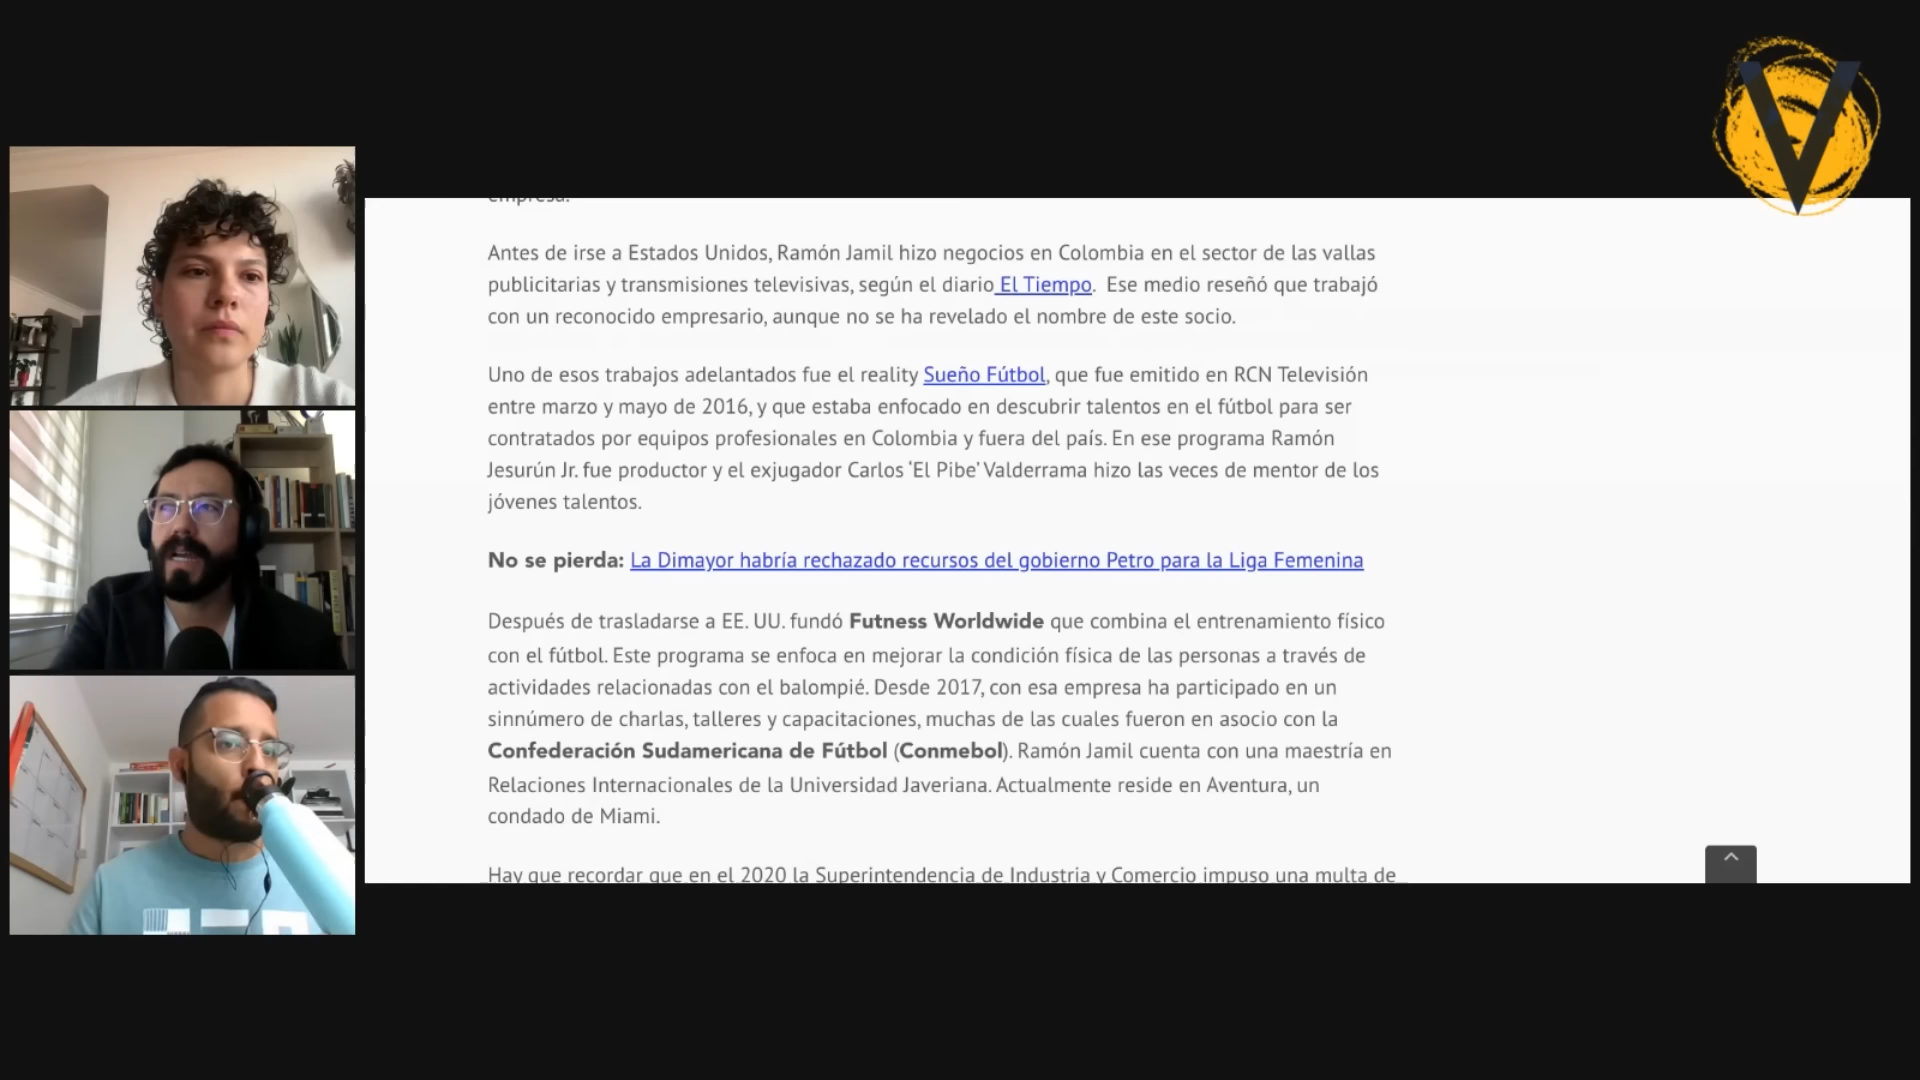 empresa.
Antes de irse a Estados Unidos, Ramón Jamil hizo negocios en Colombia en el sector de las vallas
publicitarias y transmisiones televisivas, según el diario El Tiempo. Ese medio reseñó que trabajó
con un reconocido empresario, aunque no se ha revelado el nombre de este socio.
Uno de esos trabajos adelantados fue el reality Sueño Fútbol, que fue emitido en RCN Televisión
entre marzo y mayo de 2016, y que estaba enfocado en descubrir talentos en el fútbol para ser
contratados por equipos profesionales en Colombia y fuera del país. En ese programa Ramón
Jesurún Jr. fue productor y el exjugador Carlos ‘El Pibe’ Valderrama hizo las veces de mentor de los
jóvenes talentos.
No se pierda: La Dimayor habría rechazado recursos del gobierno Petro para la Liga Femenina
Después de trasladarse a EE. UU. fundó Futness Worldwide que combina el entrenamiento físico
con el fútbol. Este programa se enfoca en mejorar la condición física de las personas a través de
actividades relacionadas con el balompié. Desde 2017, con esa empresa ha participado en un
sinnúmero de charlas, talleres y capacitaciones, muchas de las cuales fueron en asocio con la
Confederación Sudamericana de Fútbol (Conmebol). Ramón Jamil cuenta con una maestría en
Relaciones Internacionales de la Universidad Javeriana. Actualmente reside en Aventura, un
condado de Miami.
Hay que recordar que en el 2020 la Superintendencia de Industria y Comercio impuso una multa de
V